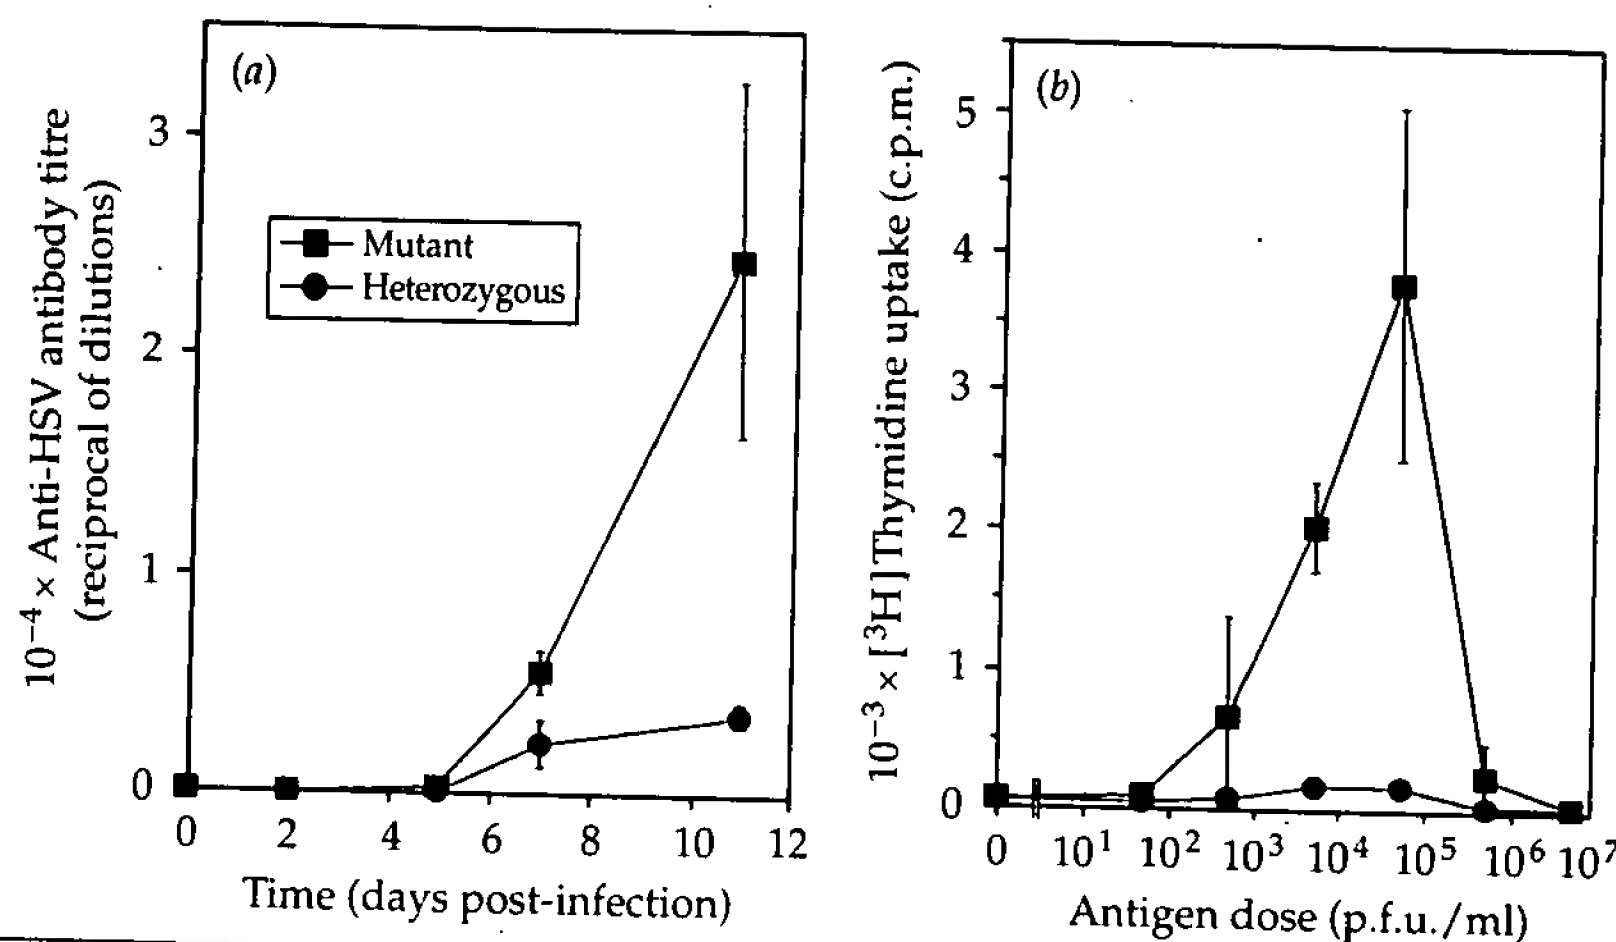 (a)
10⁻⁴ × Anti-HSV antibody titre
(reciprocal of dilutions)
3
2
1
0
Mutant
Heterozygous
0 2 4 6 8 10 12
Time (days post-infection)
(b)
10⁻³ × [³H]Thymidine uptake (c.p.m.)
5
4
3
2
1
0
0 10¹ 10² 10³ 10⁴ 10⁵ 10⁶ 10⁷
Antigen dose (p.f.u./ml)